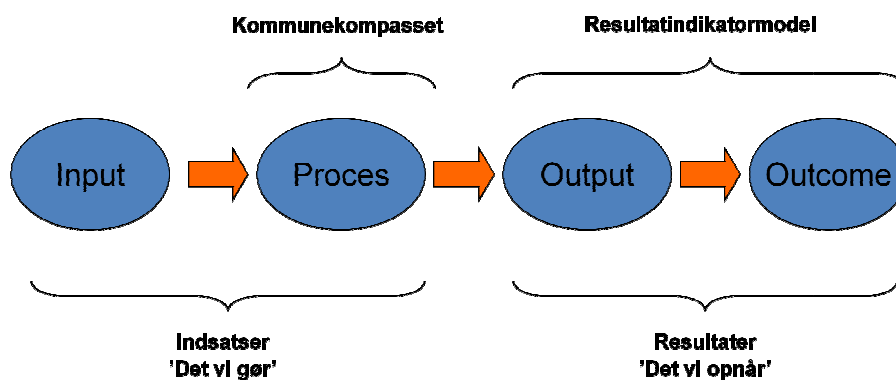 Kommunekompasset
Resultatindikatormodel
Input
Proces
Output
Outcome
Indsatser
'Det vi gør'
Resultater
'Det vi opnår'